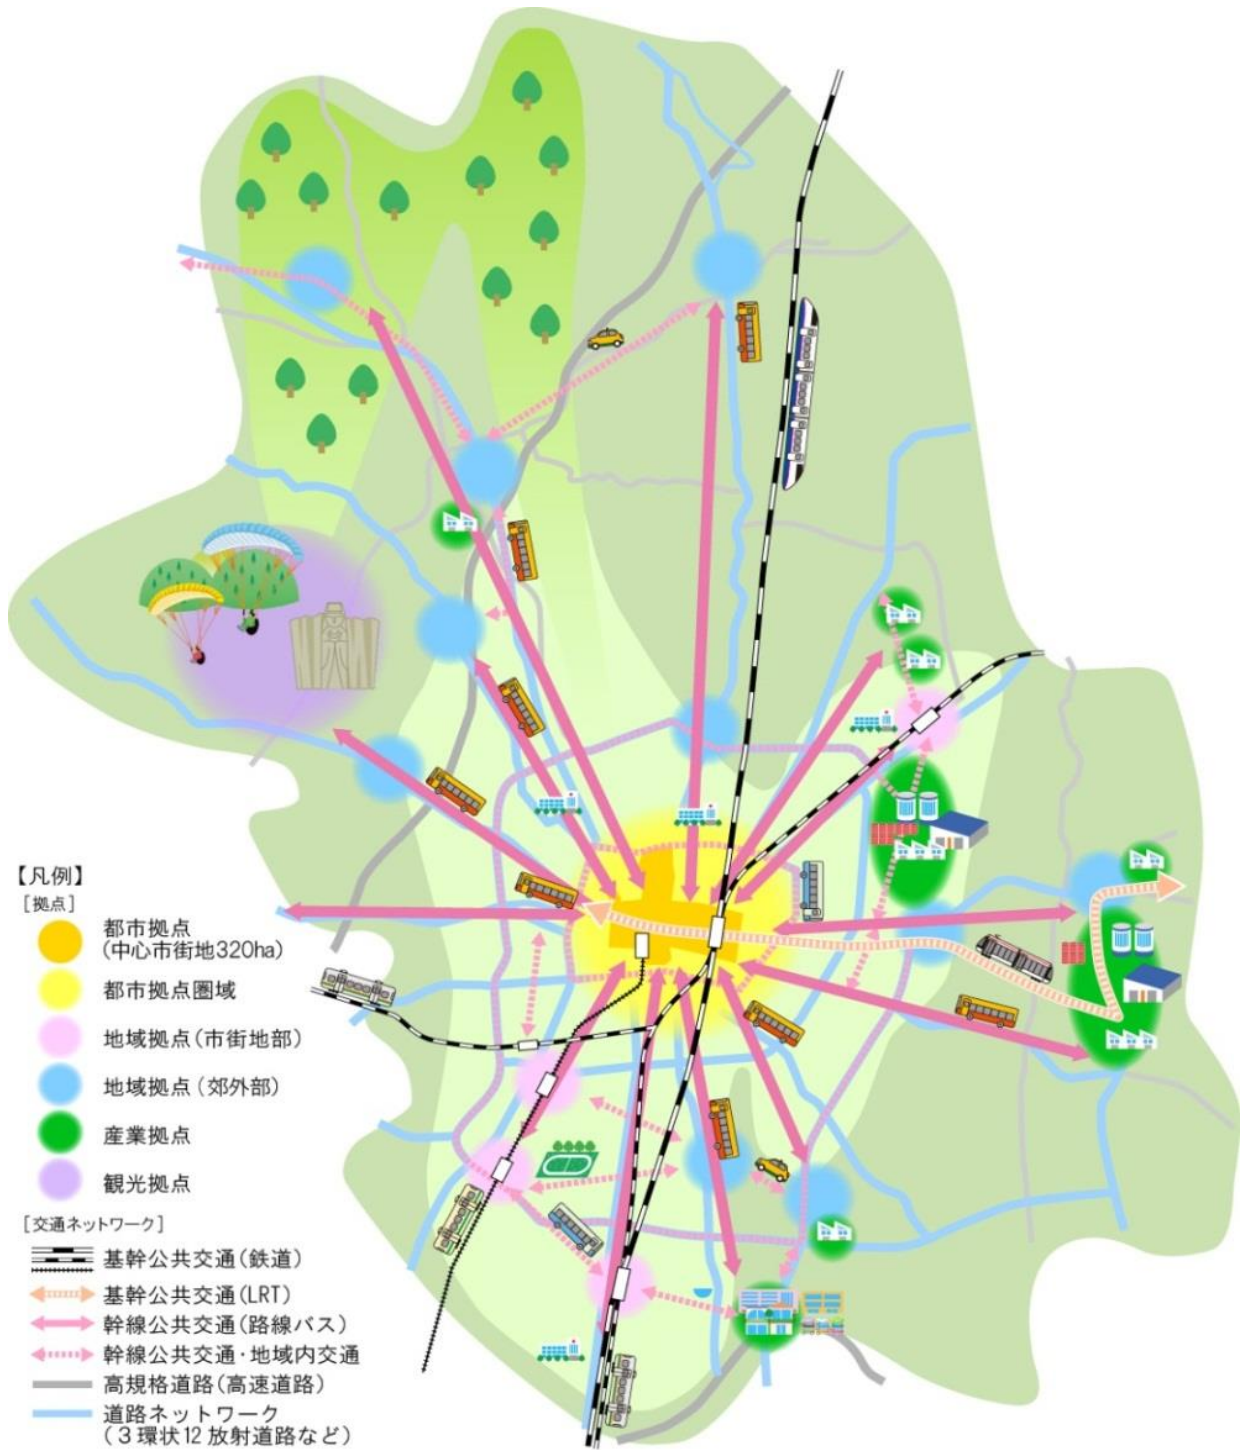 【凡例】
［拠点］
都市拠点
（中心市街地320ha）
都市拠点圏域
地域拠点（市街地部）
地域拠点（郊外部）
産業拠点
観光拠点
［交通ネットワーク］
基幹公共交通（鉄道）
基幹公共交通（LRT）
幹線公共交通（路線バス）
幹線公共交通・地域内交通
高規格道路（高速道路）
道路ネットワーク
（３環状12放射道路など）